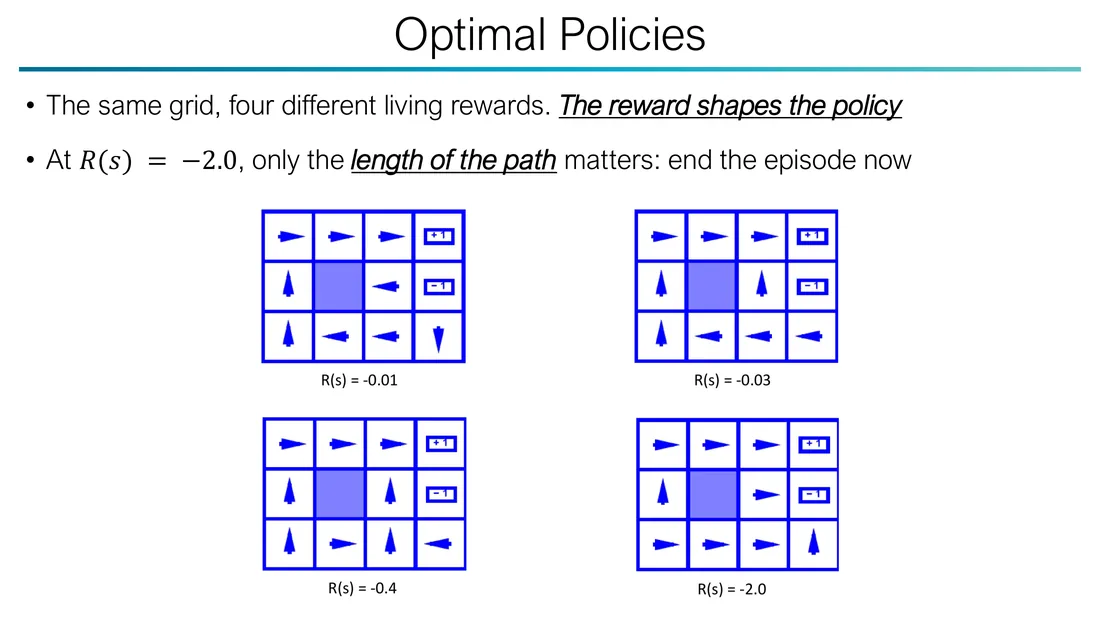 Optimal Policies
• The same grid, four different living rewards. The reward shapes the policy
• At R(s) = −2.0, only the length of the path matters: end the episode now
+1
+1
−1
−1
R(s) = -0.01
R(s) = -0.03
+1
+1
−1
−1
R(s) = -0.4
R(s) = -2.0